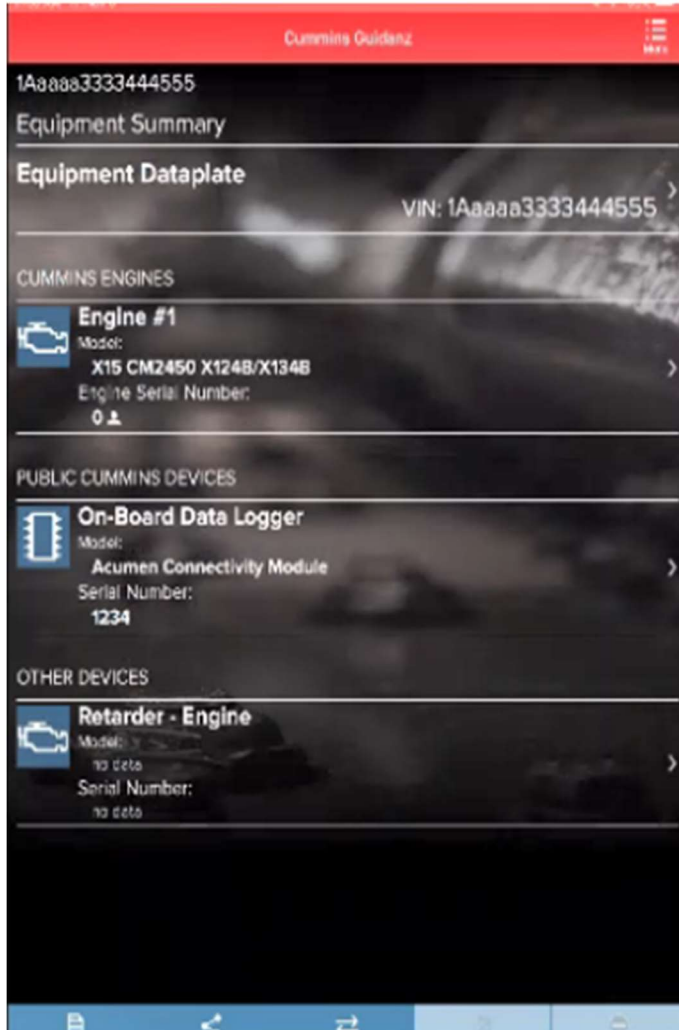 Cummins Guidanz
More
1Aaaaa3333444555
Equipment Summary
Equipment Dataplate
VIN: 1Aaaaa3333444555
CUMMINS ENGINES
Engine #1
Model:
X15 CM2450 X124B/X134B
Engine Serial Number:
0
PUBLIC CUMMINS DEVICES
On-Board Data Logger
Model:
Acumen Connectivity Module
Serial Number:
1234
OTHER DEVICES
Retarder - Engine
Model:
no data
Serial Number:
no data